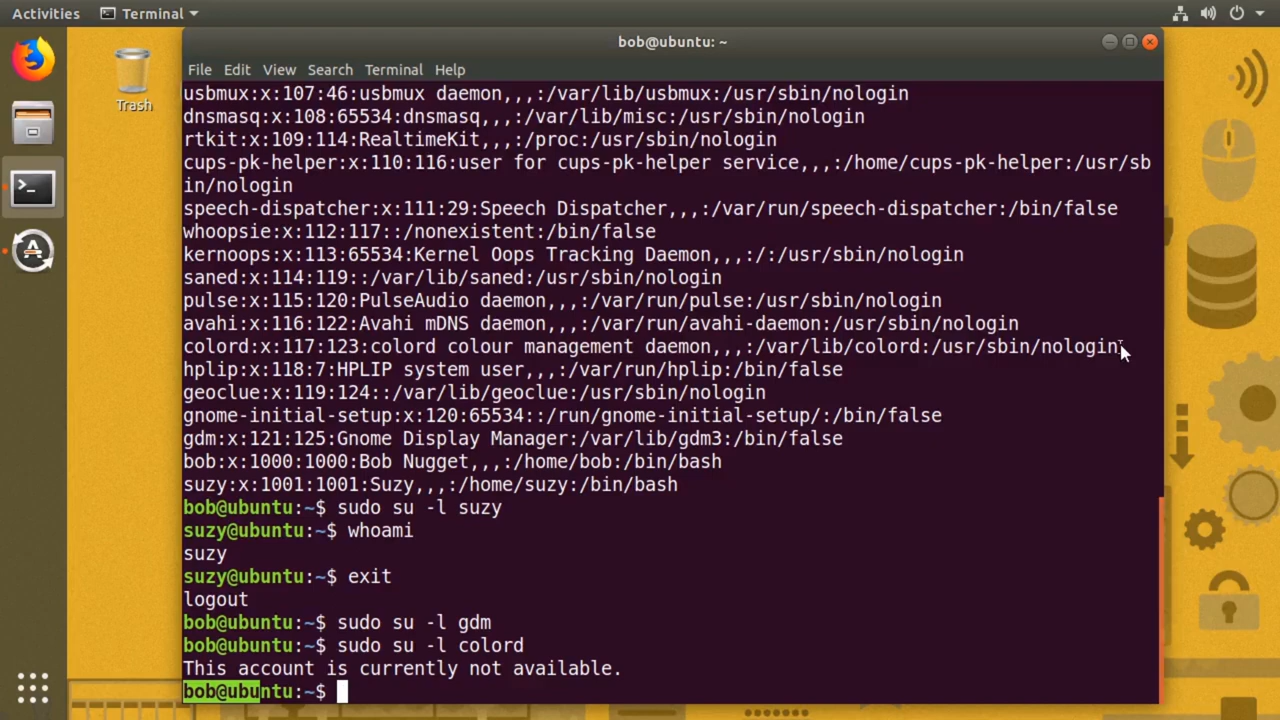 Activities
Terminal
bob@ubuntu: ~
Trash
File Edit View Search Terminal Help
usbmux:x:107:46:usbmux daemon,,,:/var/lib/usbmux:/usr/sbin/nologin
dnsmasq:x:108:65534:dnsmasq,,,:/var/lib/misc:/usr/sbin/nologin
rtkit:x:109:114:RealtimeKit,,,:/proc:/usr/sbin/nologin
cups-pk-helper:x:110:116:user for cups-pk-helper service,,,:/home/cups-pk-helper:/usr/sb
in/nologin
speech-dispatcher:x:111:29:Speech Dispatcher,,,:/var/run/speech-dispatcher:/bin/false
whoopsie:x:112:117::/nonexistent:/bin/false
kernoops:x:113:65534:Kernel Oops Tracking Daemon,,,:/:/usr/sbin/nologin
saned:x:114:119::/var/lib/saned:/usr/sbin/nologin
pulse:x:115:120:PulseAudio daemon,,,:/var/run/pulse:/usr/sbin/nologin
avahi:x:116:122:Avahi mDNS daemon,,,:/var/run/avahi-daemon:/usr/sbin/nologin
colord:x:117:123:colord colour management daemon,,,:/var/lib/colord:/usr/sbin/nologin
hplip:x:118:7:HPLIP system user,,,:/var/run/hplip:/bin/false
geoclue:x:119:124::/var/lib/geoclue:/usr/sbin/nologin
gnome-initial-setup:x:120:65534::/run/gnome-initial-setup/:/bin/false
gdm:x:121:125:Gnome Display Manager:/var/lib/gdm3:/bin/false
bob:x:1000:1000:Bob Nugget,,,:/home/bob:/bin/bash
suzy:x:1001:1001:Suzy,,,:/home/suzy:/bin/bash
bob@ubuntu:~$ sudo su -l suzy
suzy@ubuntu:~$ whoami
suzy
suzy@ubuntu:~$ exit
logout
bob@ubuntu:~$ sudo su -l gdm
bob@ubuntu:~$ sudo su -l colord
This account is currently not available.
bob@ubuntu:~$